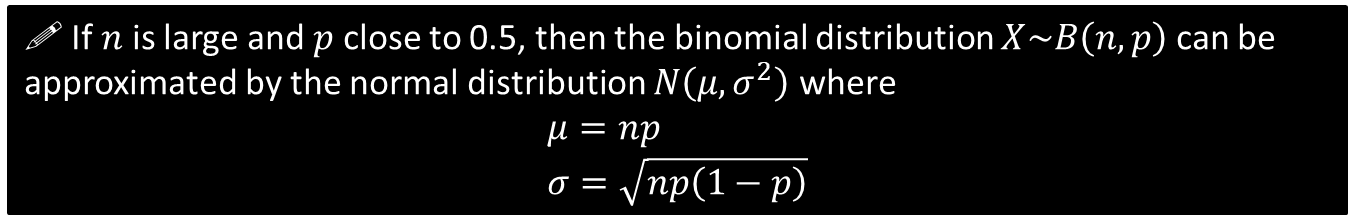 If n is large and p close to 0.5, then the binomial distribution X~B(n, p) can be
approximated by the normal distribution N(μ, σ²) where
μ = np
σ = √np(1 − p)